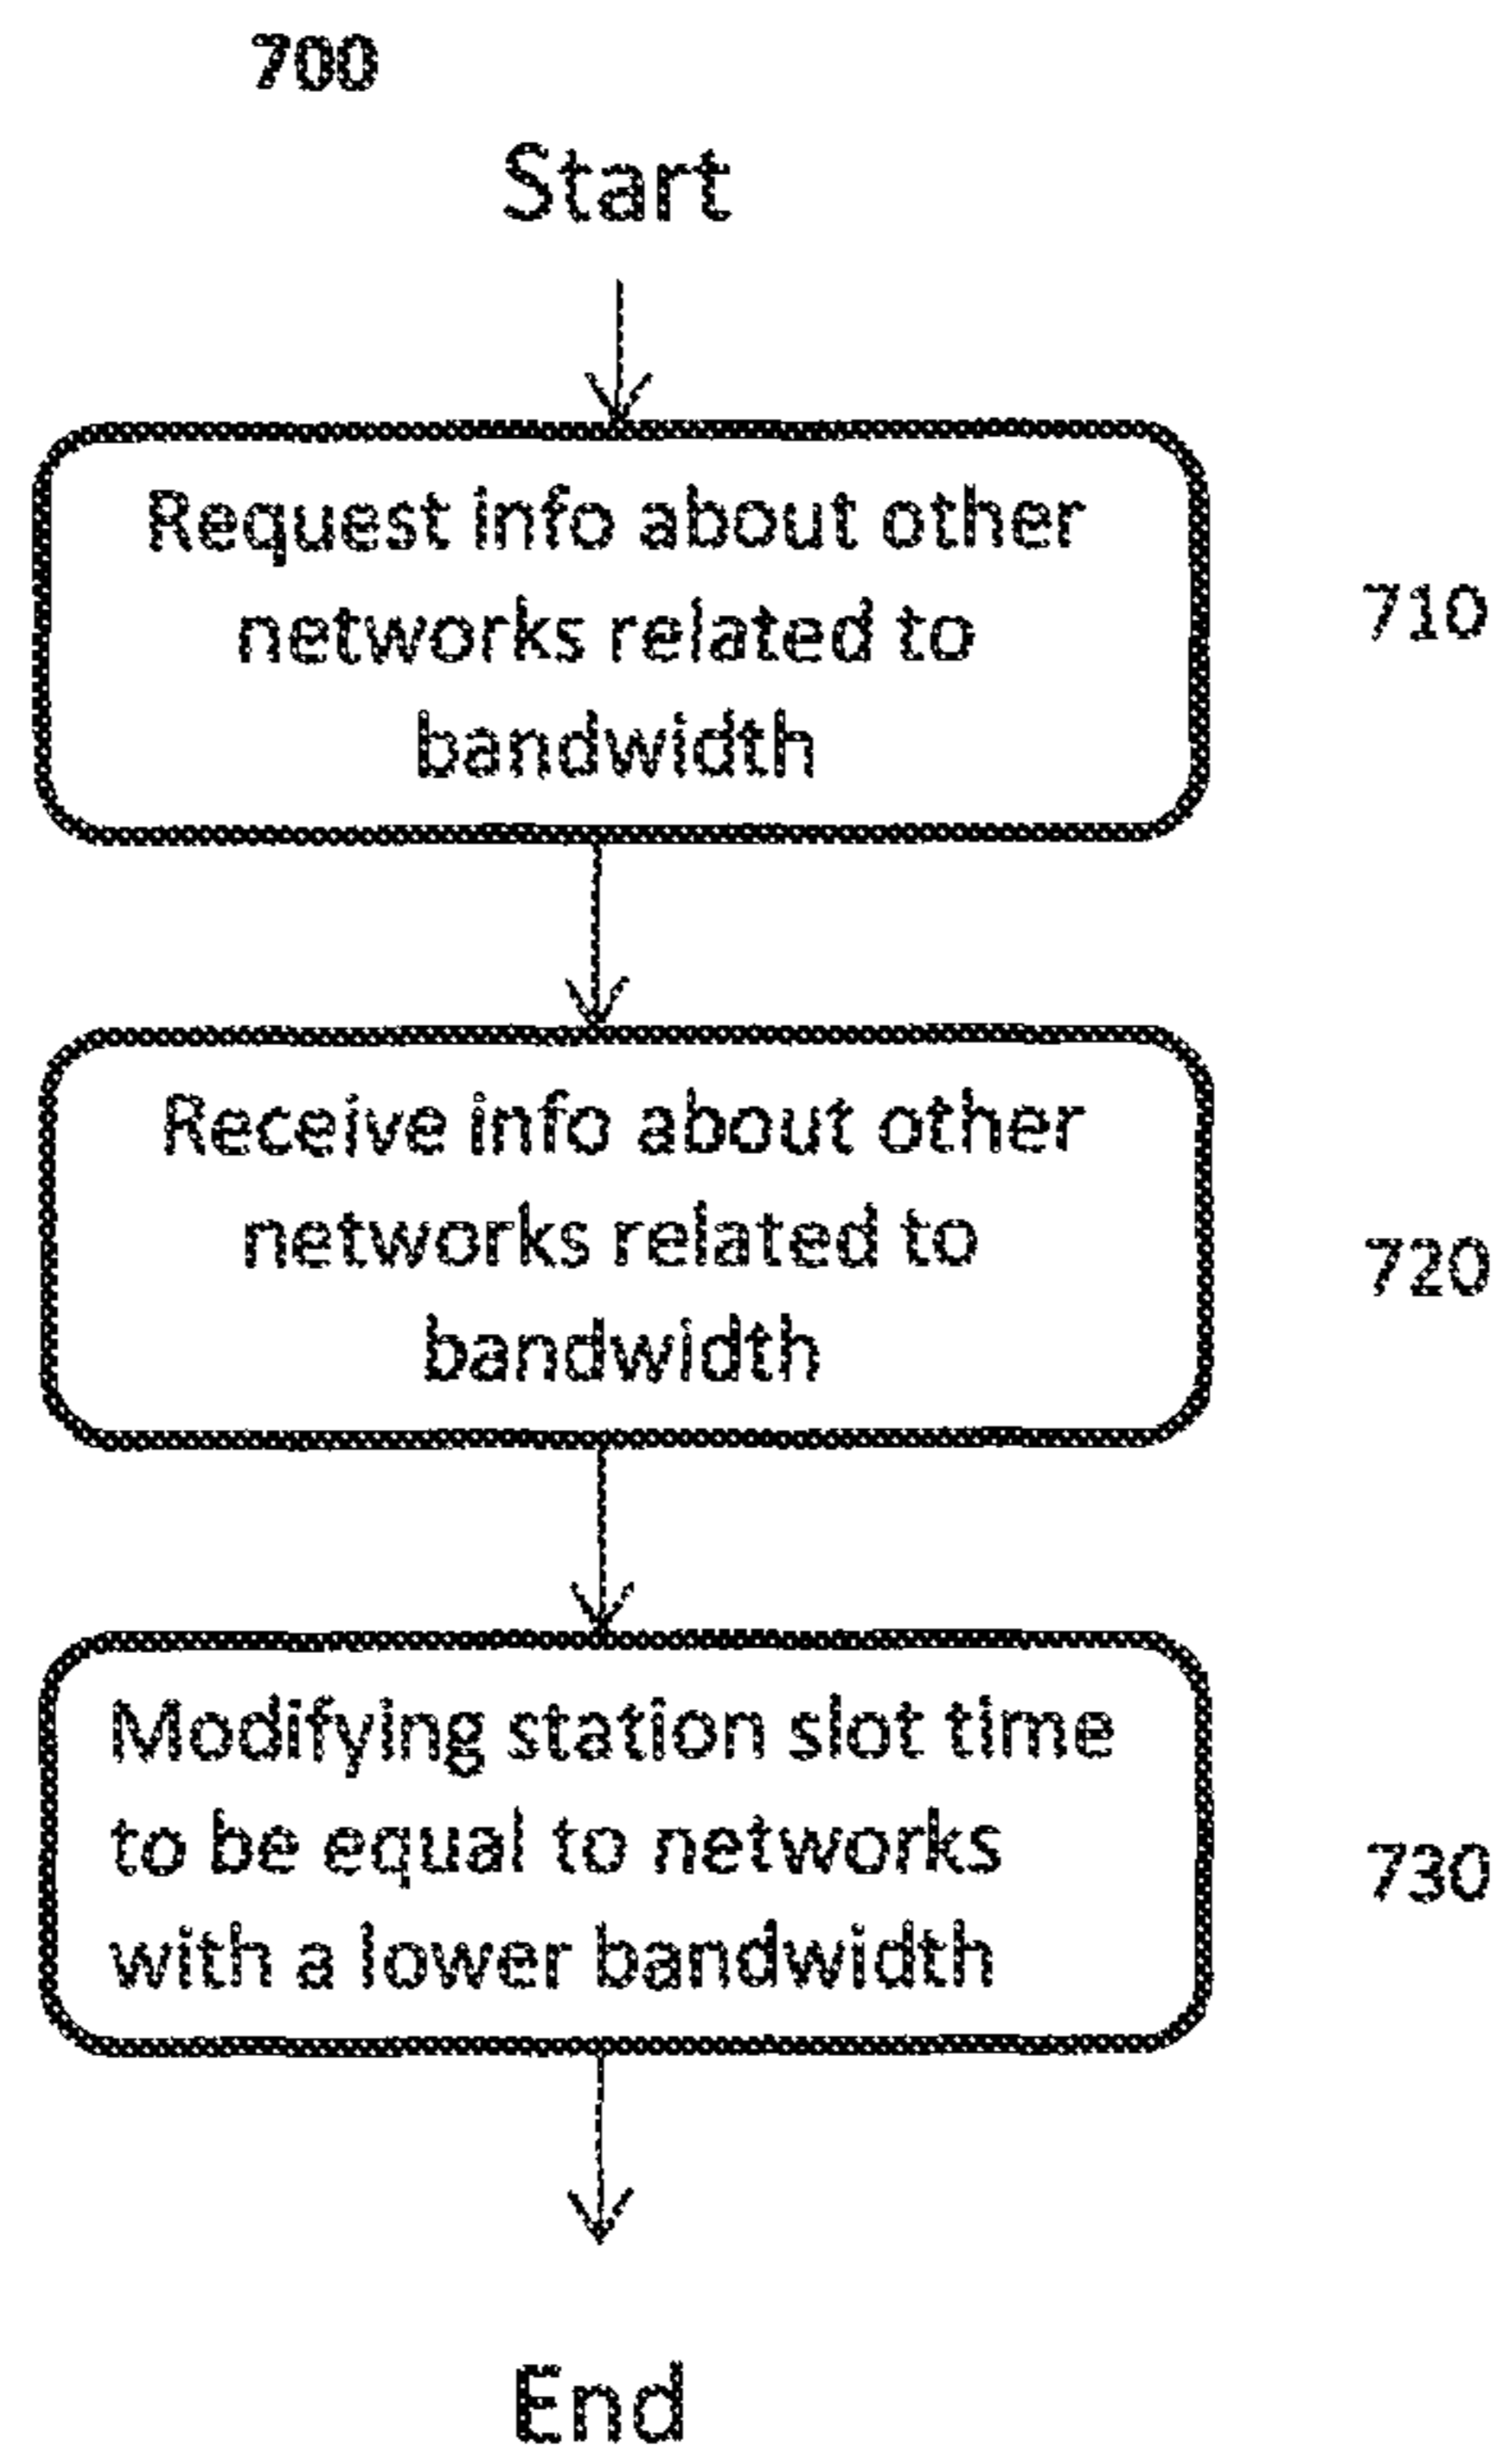 700
Start
Request info about other
networks related to
bandwidth
710
Receive info about other
networks related to
bandwidth
720
Modifying station slot time
to be equal to networks
with a lower bandwidth
730
End